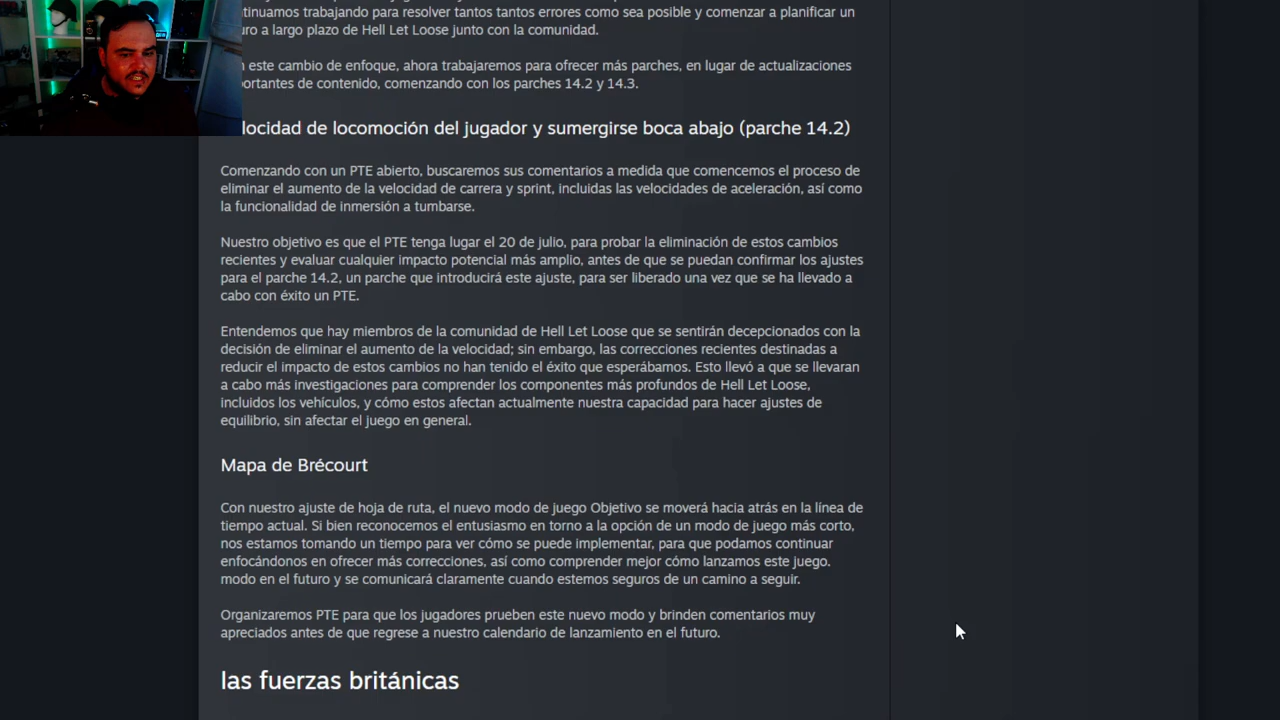 tinuamos trabajando para resolver tantos tantos errores como sea posible y comenzar a planificar un
ro a largo plazo de Hell Let Loose junto con la comunidad.
este cambio de enfoque, ahora trabajaremos para ofrecer más parches, en lugar de actualizaciones
ortantes de contenido, comenzando con los parches 14.2 y 14.3.
locidad de locomoción del jugador y sumergirse boca abajo (parche 14.2)
Comenzando con un PTE abierto, buscaremos sus comentarios a medida que comencemos el proceso de
eliminar el aumento de la velocidad de carrera y sprint, incluidas las velocidades de aceleración, así como
la funcionalidad de inmersión a tumbarse.
Nuestro objetivo es que el PTE tenga lugar el 20 de julio, para probar la eliminación de estos cambios
recientes y evaluar cualquier impacto potencial más amplio, antes de que se puedan confirmar los ajustes
para el parche 14.2, un parche que introducirá este ajuste, para ser liberado una vez que se ha llevado a
cabo con éxito un PTE.
Entendemos que hay miembros de la comunidad de Hell Let Loose que se sentirán decepcionados con la
decisión de eliminar el aumento de la velocidad; sin embargo, las correcciones recientes destinadas a
reducir el impacto de estos cambios no han tenido el éxito que esperábamos. Esto llevó a que se llevaran
a cabo más investigaciones para comprender los componentes más profundos de Hell Let Loose,
incluidos los vehículos, y cómo estos afectan actualmente nuestra capacidad para hacer ajustes de
equilibrio, sin afectar el juego en general.
Mapa de Brécourt
Con nuestro ajuste de hoja de ruta, el nuevo modo de juego Objetivo se moverá hacia atrás en la línea de
tiempo actual. Si bien reconocemos el entusiasmo en torno a la opción de un modo de juego más corto,
nos estamos tomando un tiempo para ver cómo se puede implementar, para que podamos continuar
enfocándonos en ofrecer más correcciones, así como comprender mejor cómo lanzamos este juego.
modo en el futuro y se comunicará claramente cuando estemos seguros de un camino a seguir.
Organizaremos PTE para que los jugadores prueben este nuevo modo y brinden comentarios muy
apreciados antes de que regrese a nuestro calendario de lanzamiento en el futuro.
las fuerzas británicas